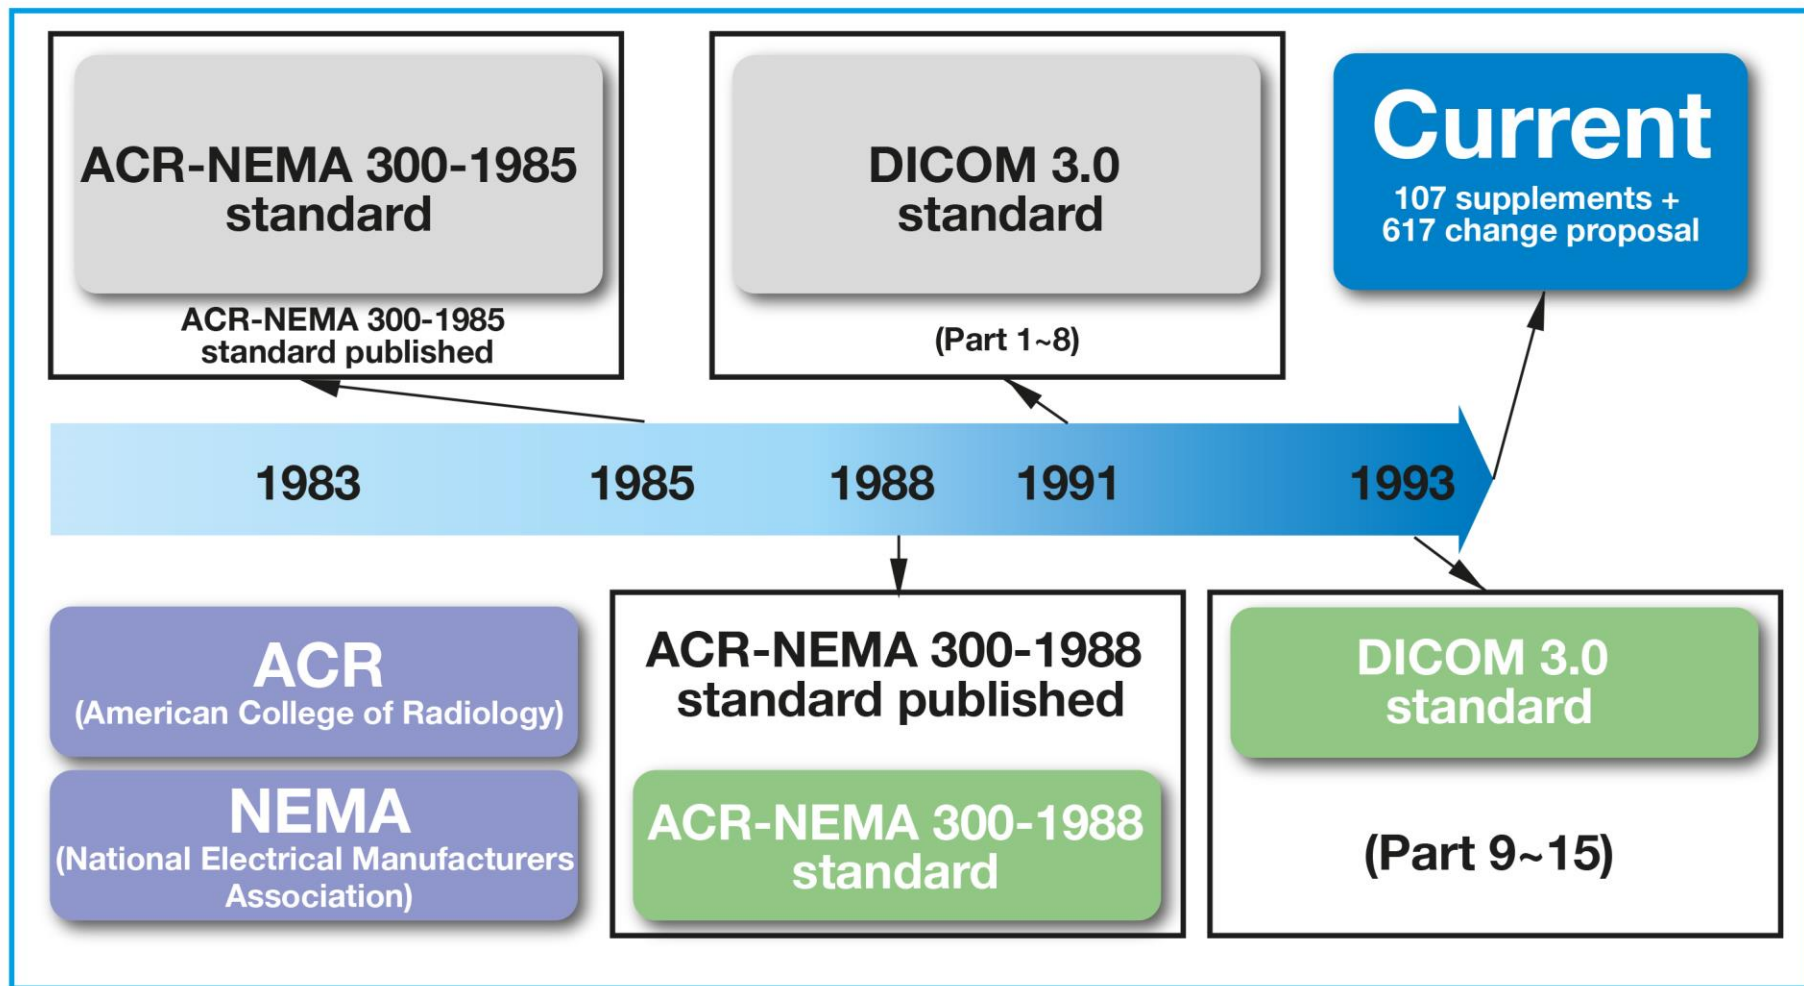 ACR-NEMA 300-1985
standard
ACR-NEMA 300-1985
standard published
DICOM 3.0
standard
(Part 1~8)
Current
107 supplements +
617 change proposal
1983
1985
1988
1991
1993
ACR
(American College of Radiology)
NEMA
(National Electrical Manufacturers
Association)
ACR-NEMA 300-1988
standard published
ACR-NEMA 300-1988
standard
DICOM 3.0
standard
(Part 9~15)